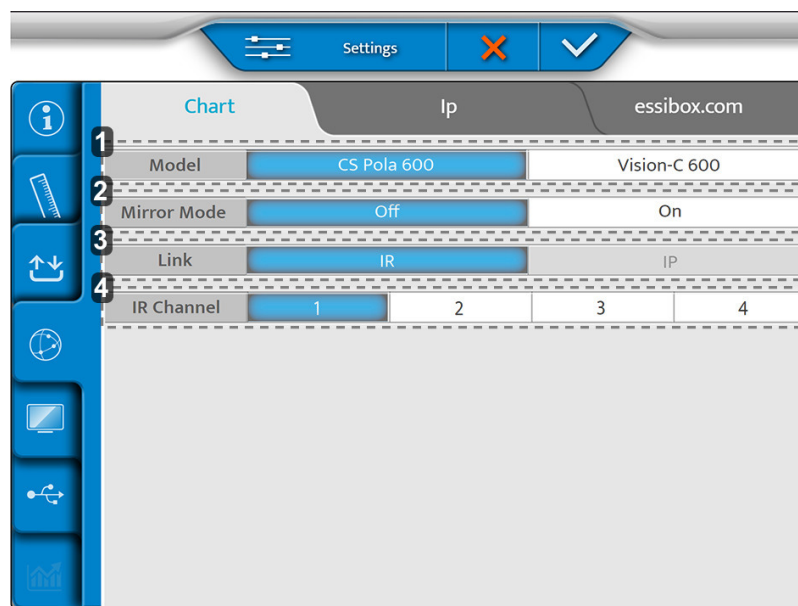 Settings
Chart Ip essibox.com
1
Model CS Pola 600 Vision-C 600
2
Mirror Mode Off On
3
Link IR IP
4
IR Channel 1 2 3 4